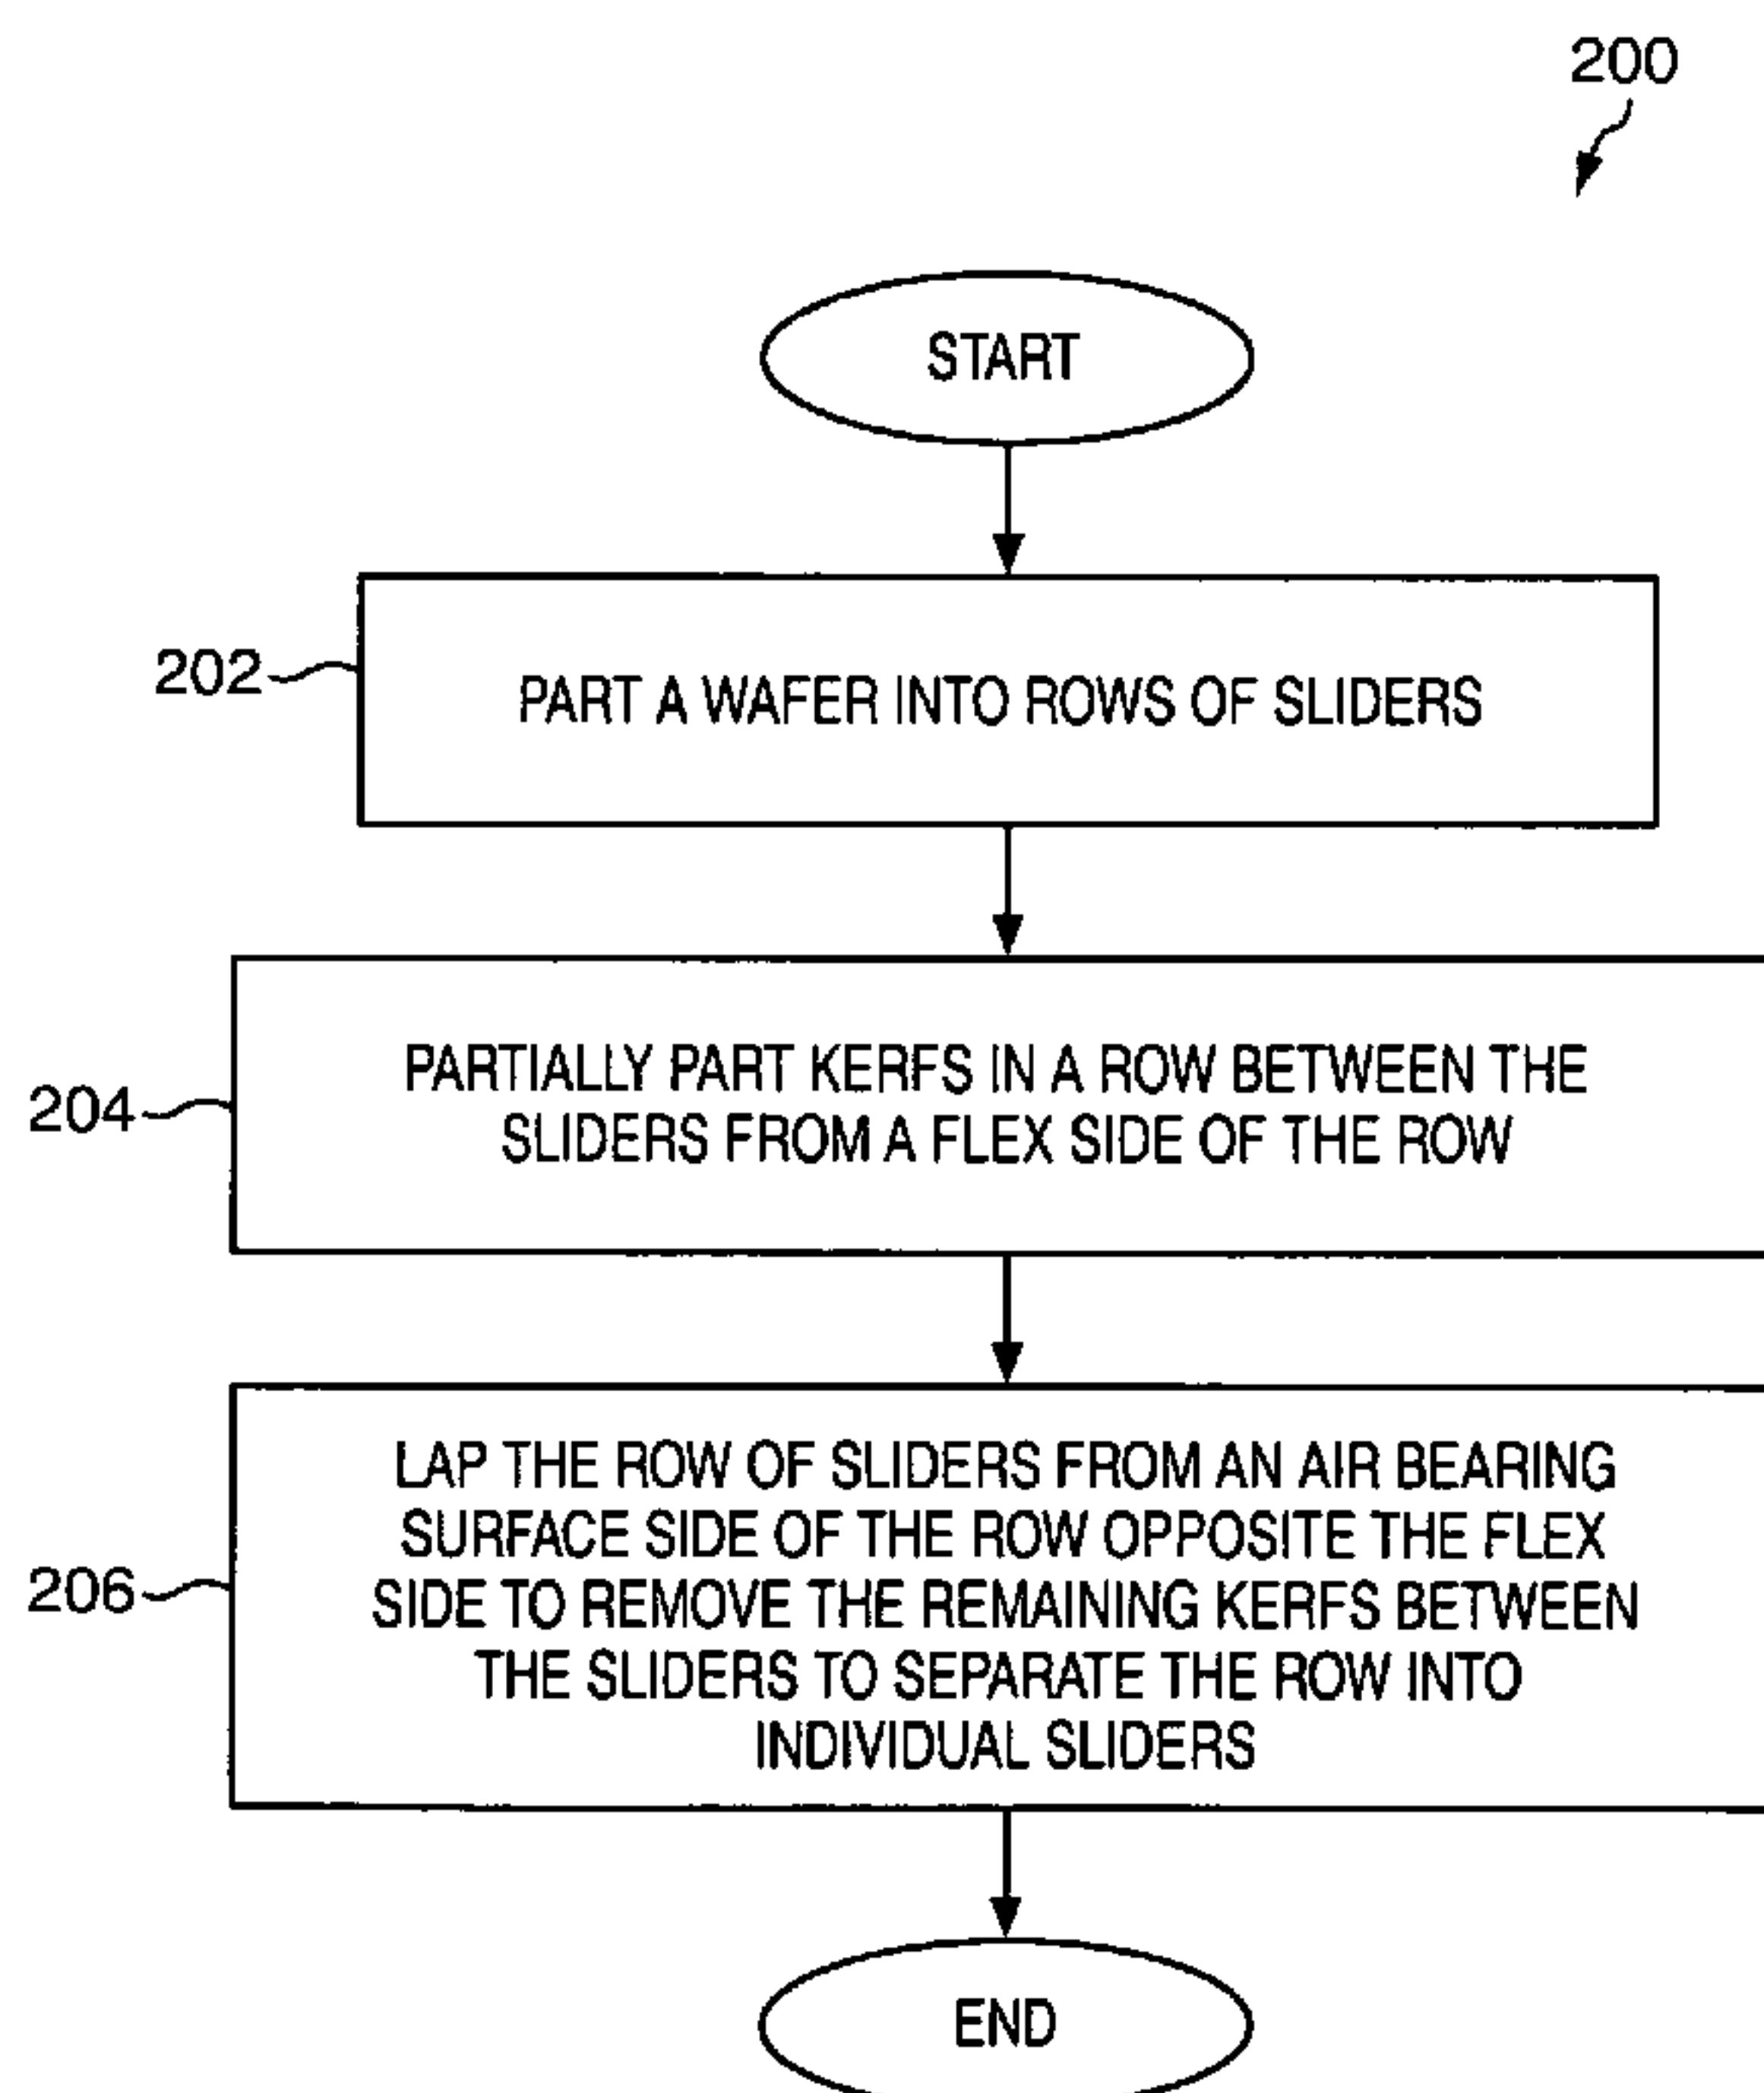 200
START
202
PART A WAFER INTO ROWS OF SLIDERS
204
PARTIALLY PART KERFS IN A ROW BETWEEN THE
SLIDERS FROM A FLEX SIDE OF THE ROW
206
LAP THE ROW OF SLIDERS FROM AN AIR BEARING
SURFACE SIDE OF THE ROW OPPOSITE THE FLEX
SIDE TO REMOVE THE REMAINING KERFS BETWEEN
THE SLIDERS TO SEPARATE THE ROW INTO
INDIVIDUAL SLIDERS
END